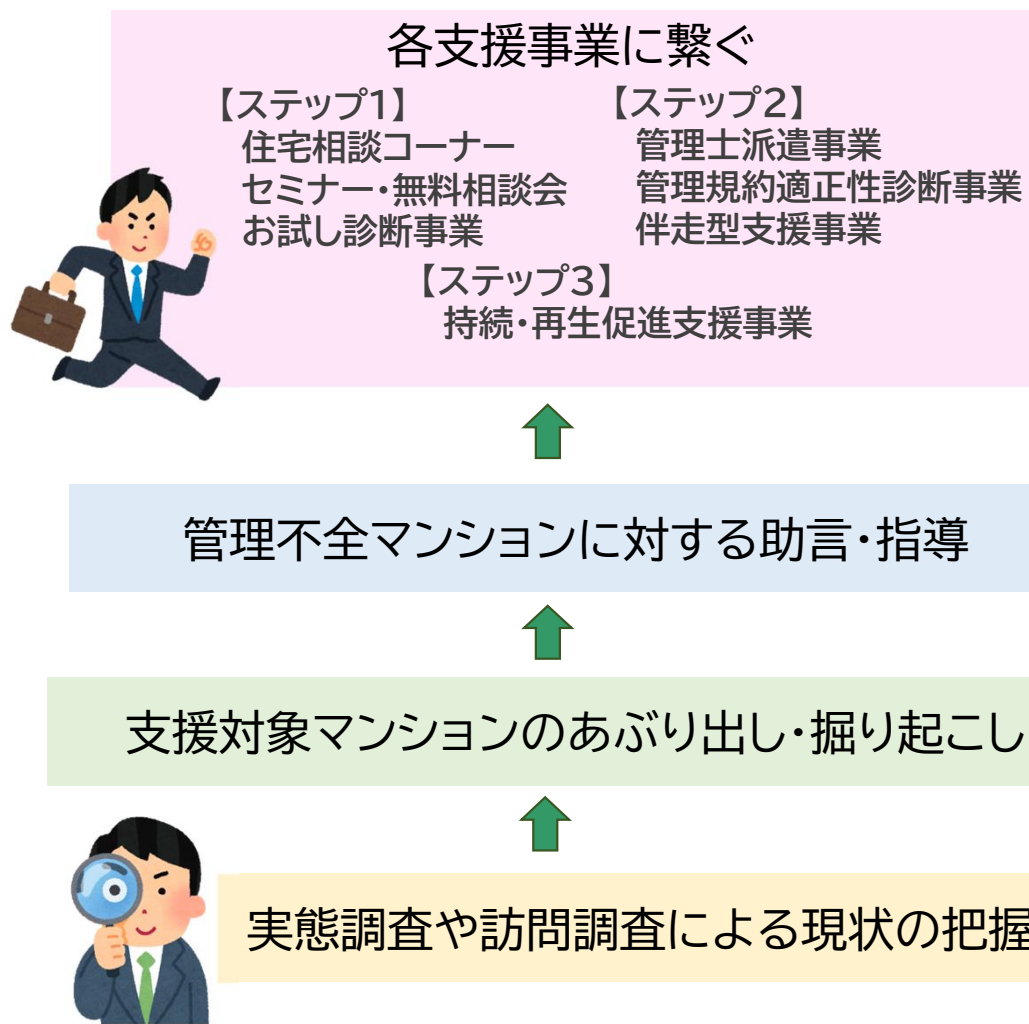 各支援事業に繋ぐ
【ステップ1】
住宅相談コーナー
セミナー・無料相談会
お試し診断事業
【ステップ2】
管理士派遣事業
管理規約適正性診断事業
伴走型支援事業
【ステップ3】
持続・再生促進支援事業
管理不全マンションに対する助言・指導
支援対象マンションのあぶり出し・掘り起こし
実態調査や訪問調査による現状の把握